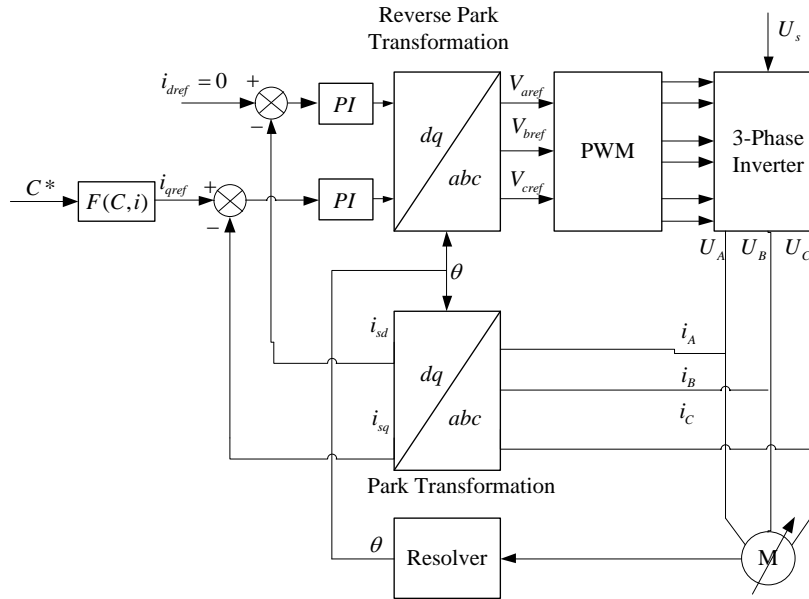 Reverse Park
Transformation
U_s
i_dref = 0
+
−
PI
dq
abc
V_aref
V_bref
V_cref
PWM
3-Phase
Inverter
C*
F(C,i)
i_qref
+
−
PI
U_A
U_B
U_C
θ
i_sd
i_sq
dq
abc
i_A
i_B
i_C
Park Transformation
θ
Resolver
M